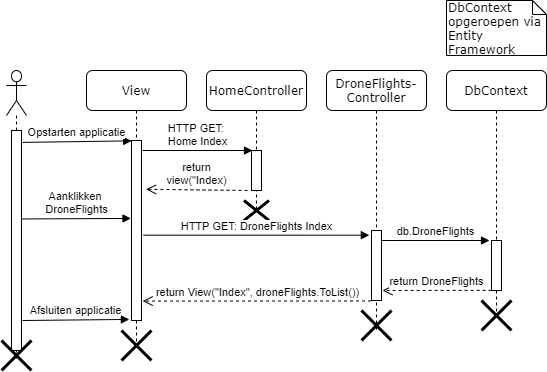 DbContext
opgeroepen via
Entity
Framework
View
HomeController
DroneFlights-
Controller
DbContext
Opstarten applicatie
HTTP GET:
Home Index
return
view("Index)
Aanklikken
DroneFlights
HTTP GET: DroneFlights Index
db.DroneFlights
return DroneFlights
return View("Index", droneFlights.ToList())
Afsluiten applicatie